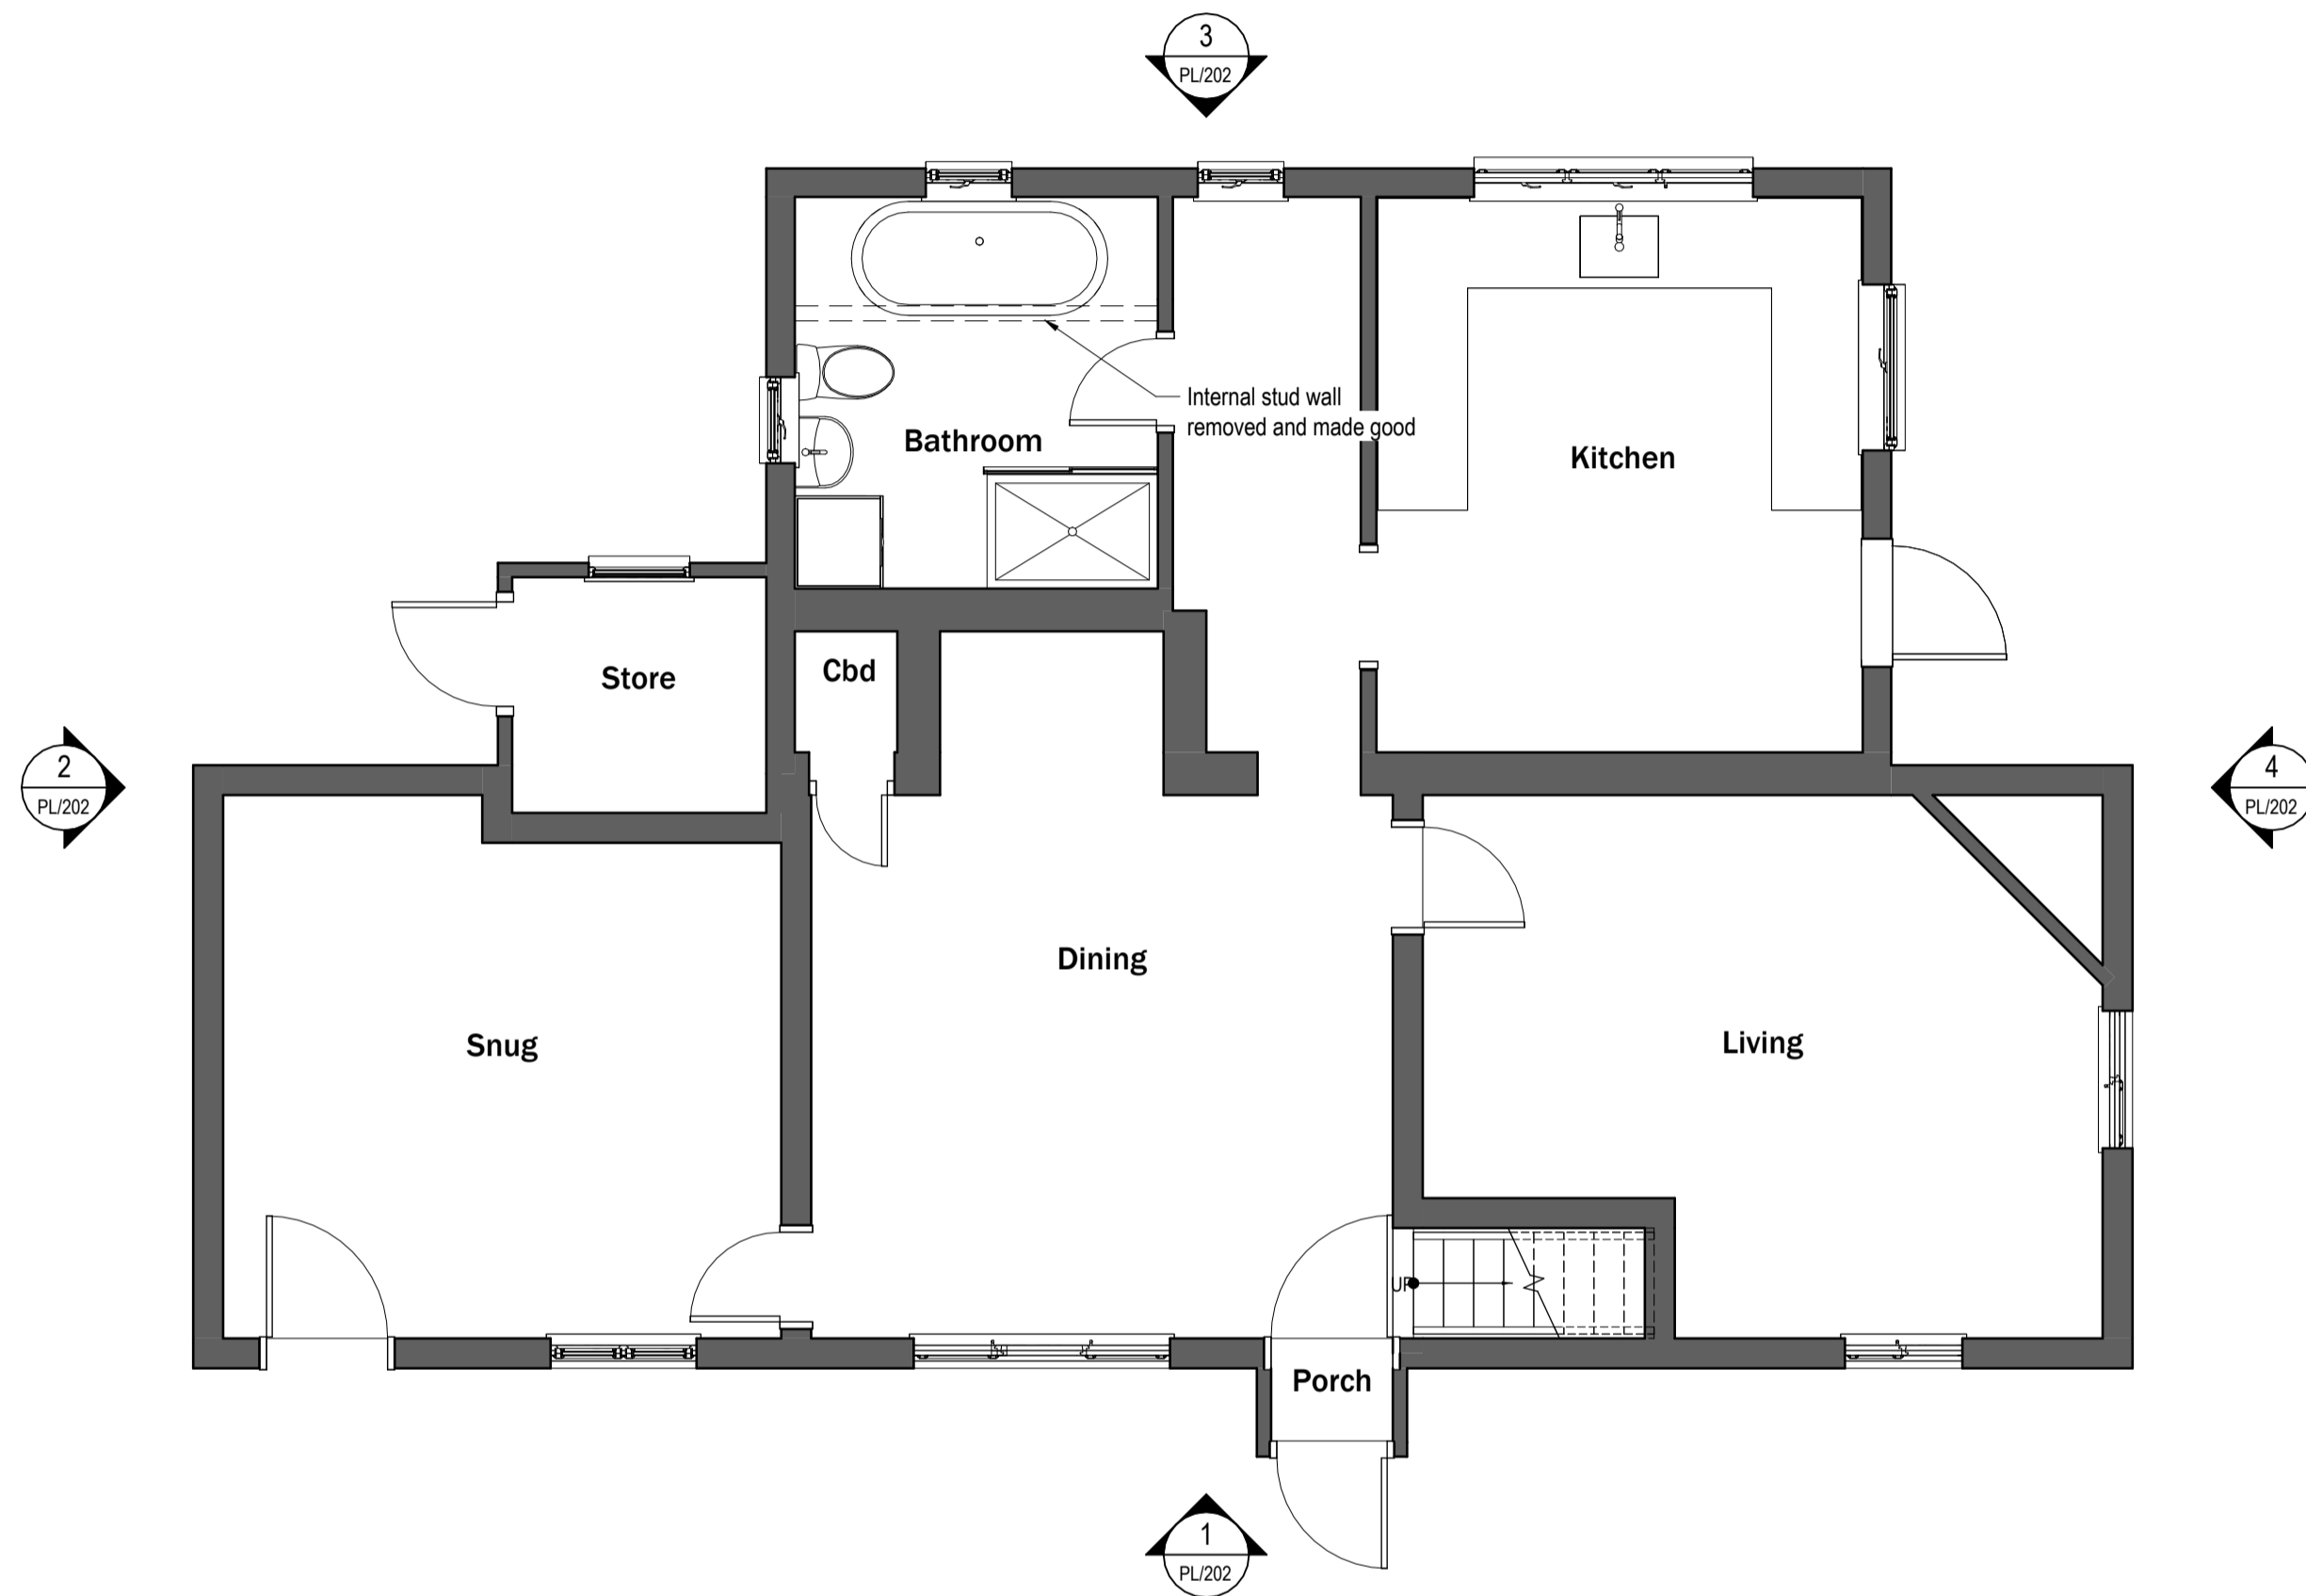 3
PL/202
Internal stud wall
removed and made good
Bathroom
Kitchen
Store
Cbd
2
PL/202
4
PL/202
Dining
Snug
Living
UP
Porch
1
PL/202